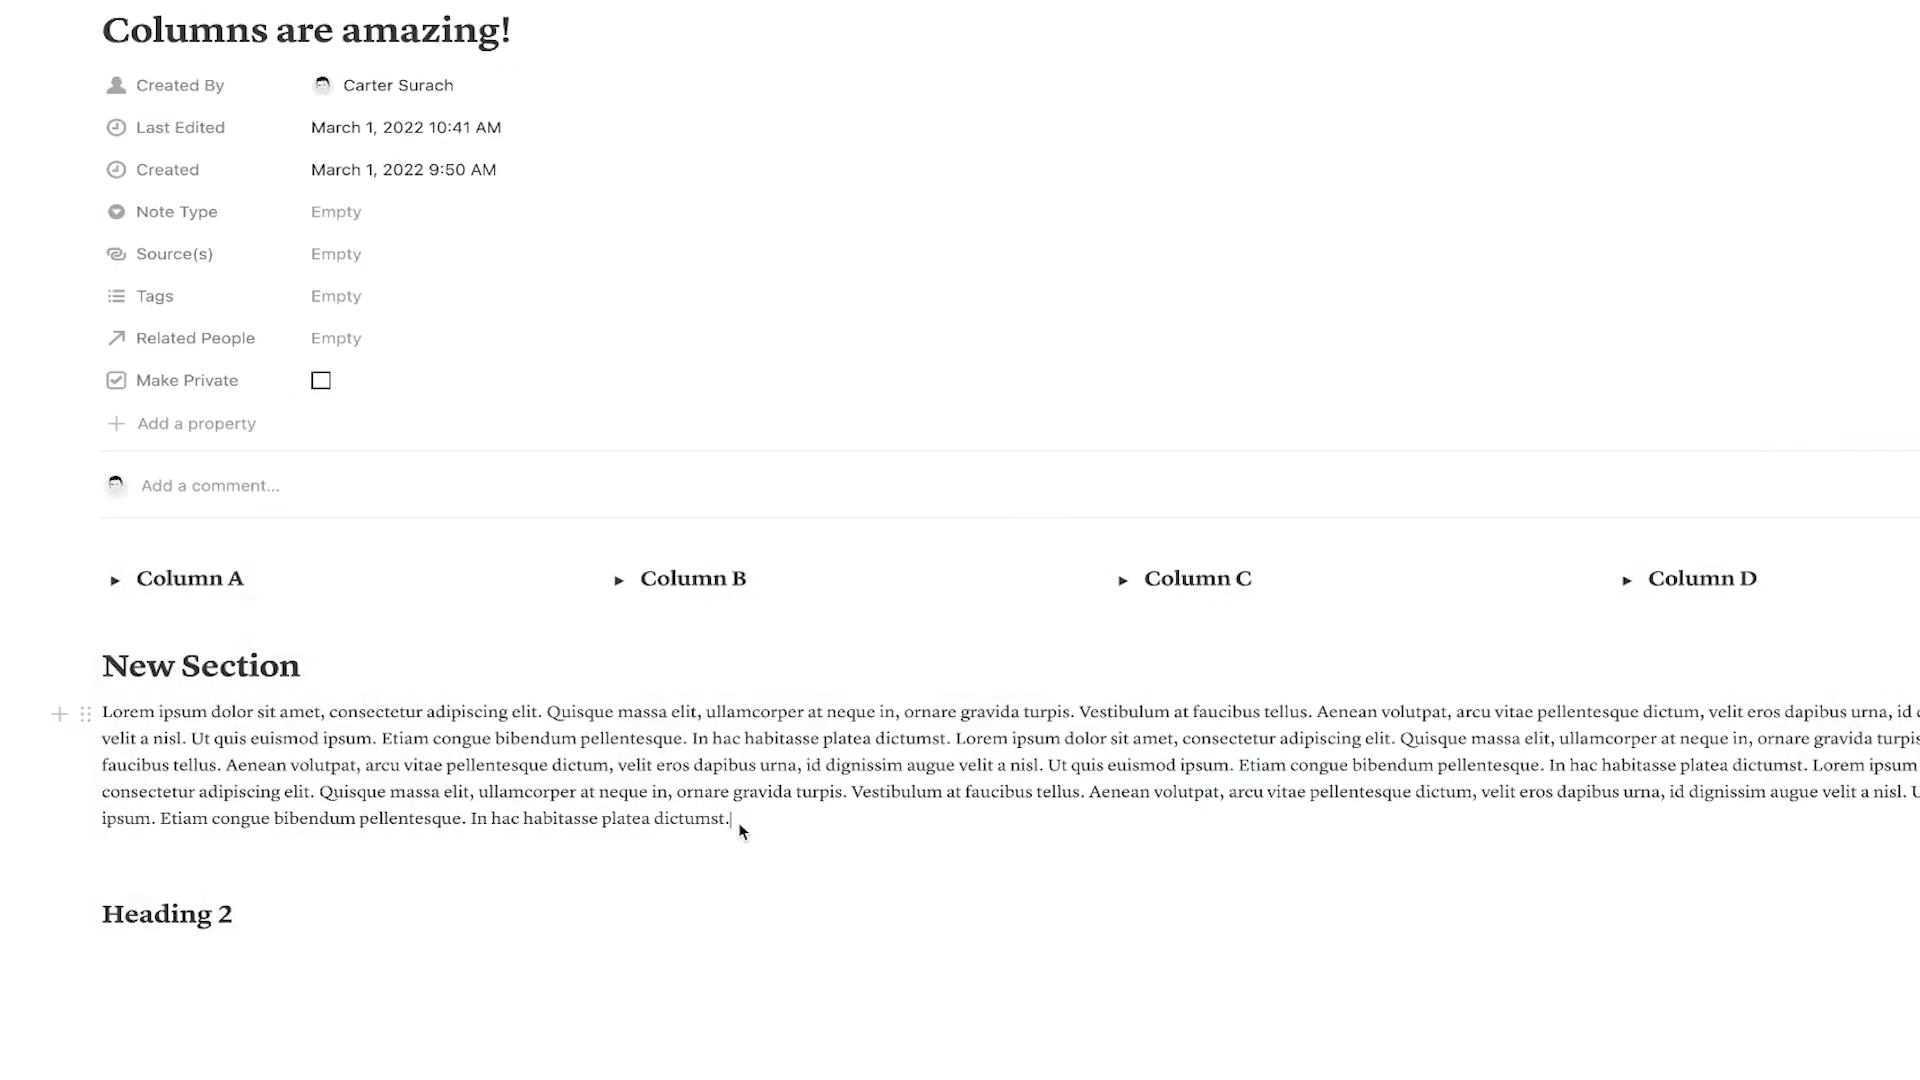 Columns are amazing!
Created By Carter Surach
Last Edited March 1, 2022 10:41 AM
Created March 1, 2022 9:50 AM
Note Type Empty
Source(s) Empty
Tags Empty
Related People Empty
Make Private
Add a property
Add a comment...
Column A Column B Column C Column D
New Section
Lorem ipsum dolor sit amet, consectetur adipiscing elit. Quisque massa elit, ullamcorper at neque in, ornare gravida turpis. Vestibulum at faucibus tellus. Aenean volutpat, arcu vitae pellentesque dictum, velit eros dapibus urna, id
velit a nisl. Ut quis euismod ipsum. Etiam congue bibendum pellentesque. In hac habitasse platea dictumst. Lorem ipsum dolor sit amet, consectetur adipiscing elit. Quisque massa elit, ullamcorper at neque in, ornare gravida turpis
faucibus tellus. Aenean volutpat, arcu vitae pellentesque dictum, velit eros dapibus urna, id dignissim augue velit a nisl. Ut quis euismod ipsum. Etiam congue bibendum pellentesque. In hac habitasse platea dictumst. Lorem ipsum
consectetur adipiscing elit. Quisque massa elit, ullamcorper at neque in, ornare gravida turpis. Vestibulum at faucibus tellus. Aenean volutpat, arcu vitae pellentesque dictum, velit eros dapibus urna, id dignissim augue velit a nisl. U
ipsum. Etiam congue bibendum pellentesque. In hac habitasse platea dictumst.
Heading 2